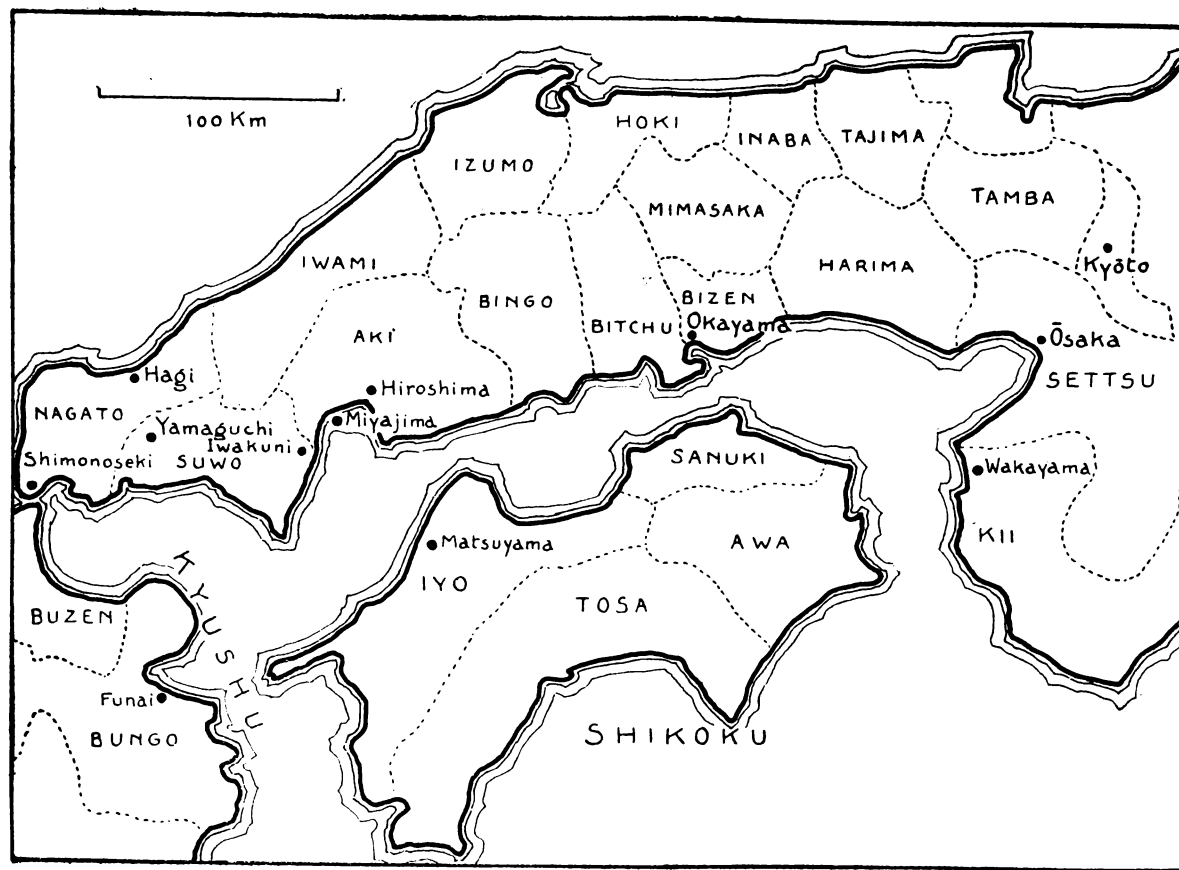 100 Km
HOKI
INABA
TAJIMA
IZUMO
TAMBA
MIMASAKA
IWAMI
HARIMA
Kyōto
BINGO
BIZEN
BITCHU
Okayama
AKI
Ōsaka
SETTSU
Hagi
Hiroshima
NAGATO
Miyajima
Yamaguchi
Iwakuni
Shimonoseki
SUWO
SANUKI
Wakayama
KII
Matsuyama
AWA
IYO
TOSA
KYUSHU
BUZEN
Funai
BUNGO
SHIKOKU